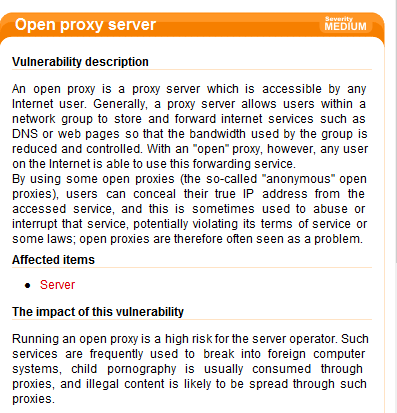 Open proxy server
Severity
MEDIUM
Vulnerability description
An open proxy is a proxy server which is accessible by any
Internet user. Generally, a proxy server allows users within a
network group to store and forward internet services such as
DNS or web pages so that the bandwidth used by the group is
reduced and controlled. With an "open" proxy, however, any user
on the Internet is able to use this forwarding service.
By using some open proxies (the so-called "anonymous" open
proxies), users can conceal their true IP address from the
accessed service, and this is sometimes used to abuse or
interrupt that service, potentially violating its terms of service or
some laws; open proxies are therefore often seen as a problem.
Affected items
• Server
The impact of this vulnerability
Running an open proxy is a high risk for the server operator. Such
services are frequently used to break into foreign computer
systems, child pornography is usually consumed through
proxies, and illegal content is likely to be spread through such
proxies.